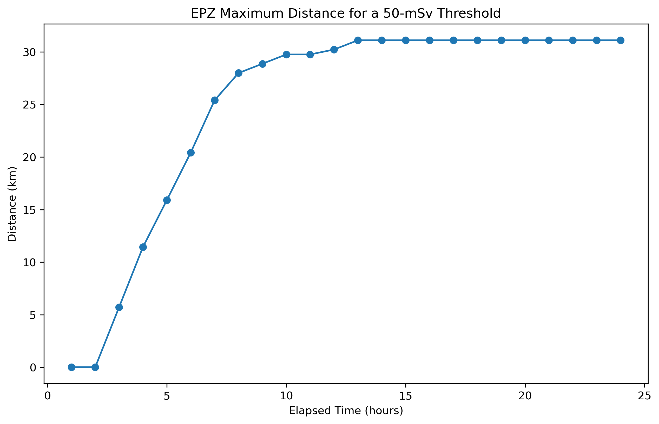 EPZ Maximum Distance for a 50-mSv Threshold
30
25
20
15
10
5
0
Distance (km)
0 5 10 15 20 25
Elapsed Time (hours)